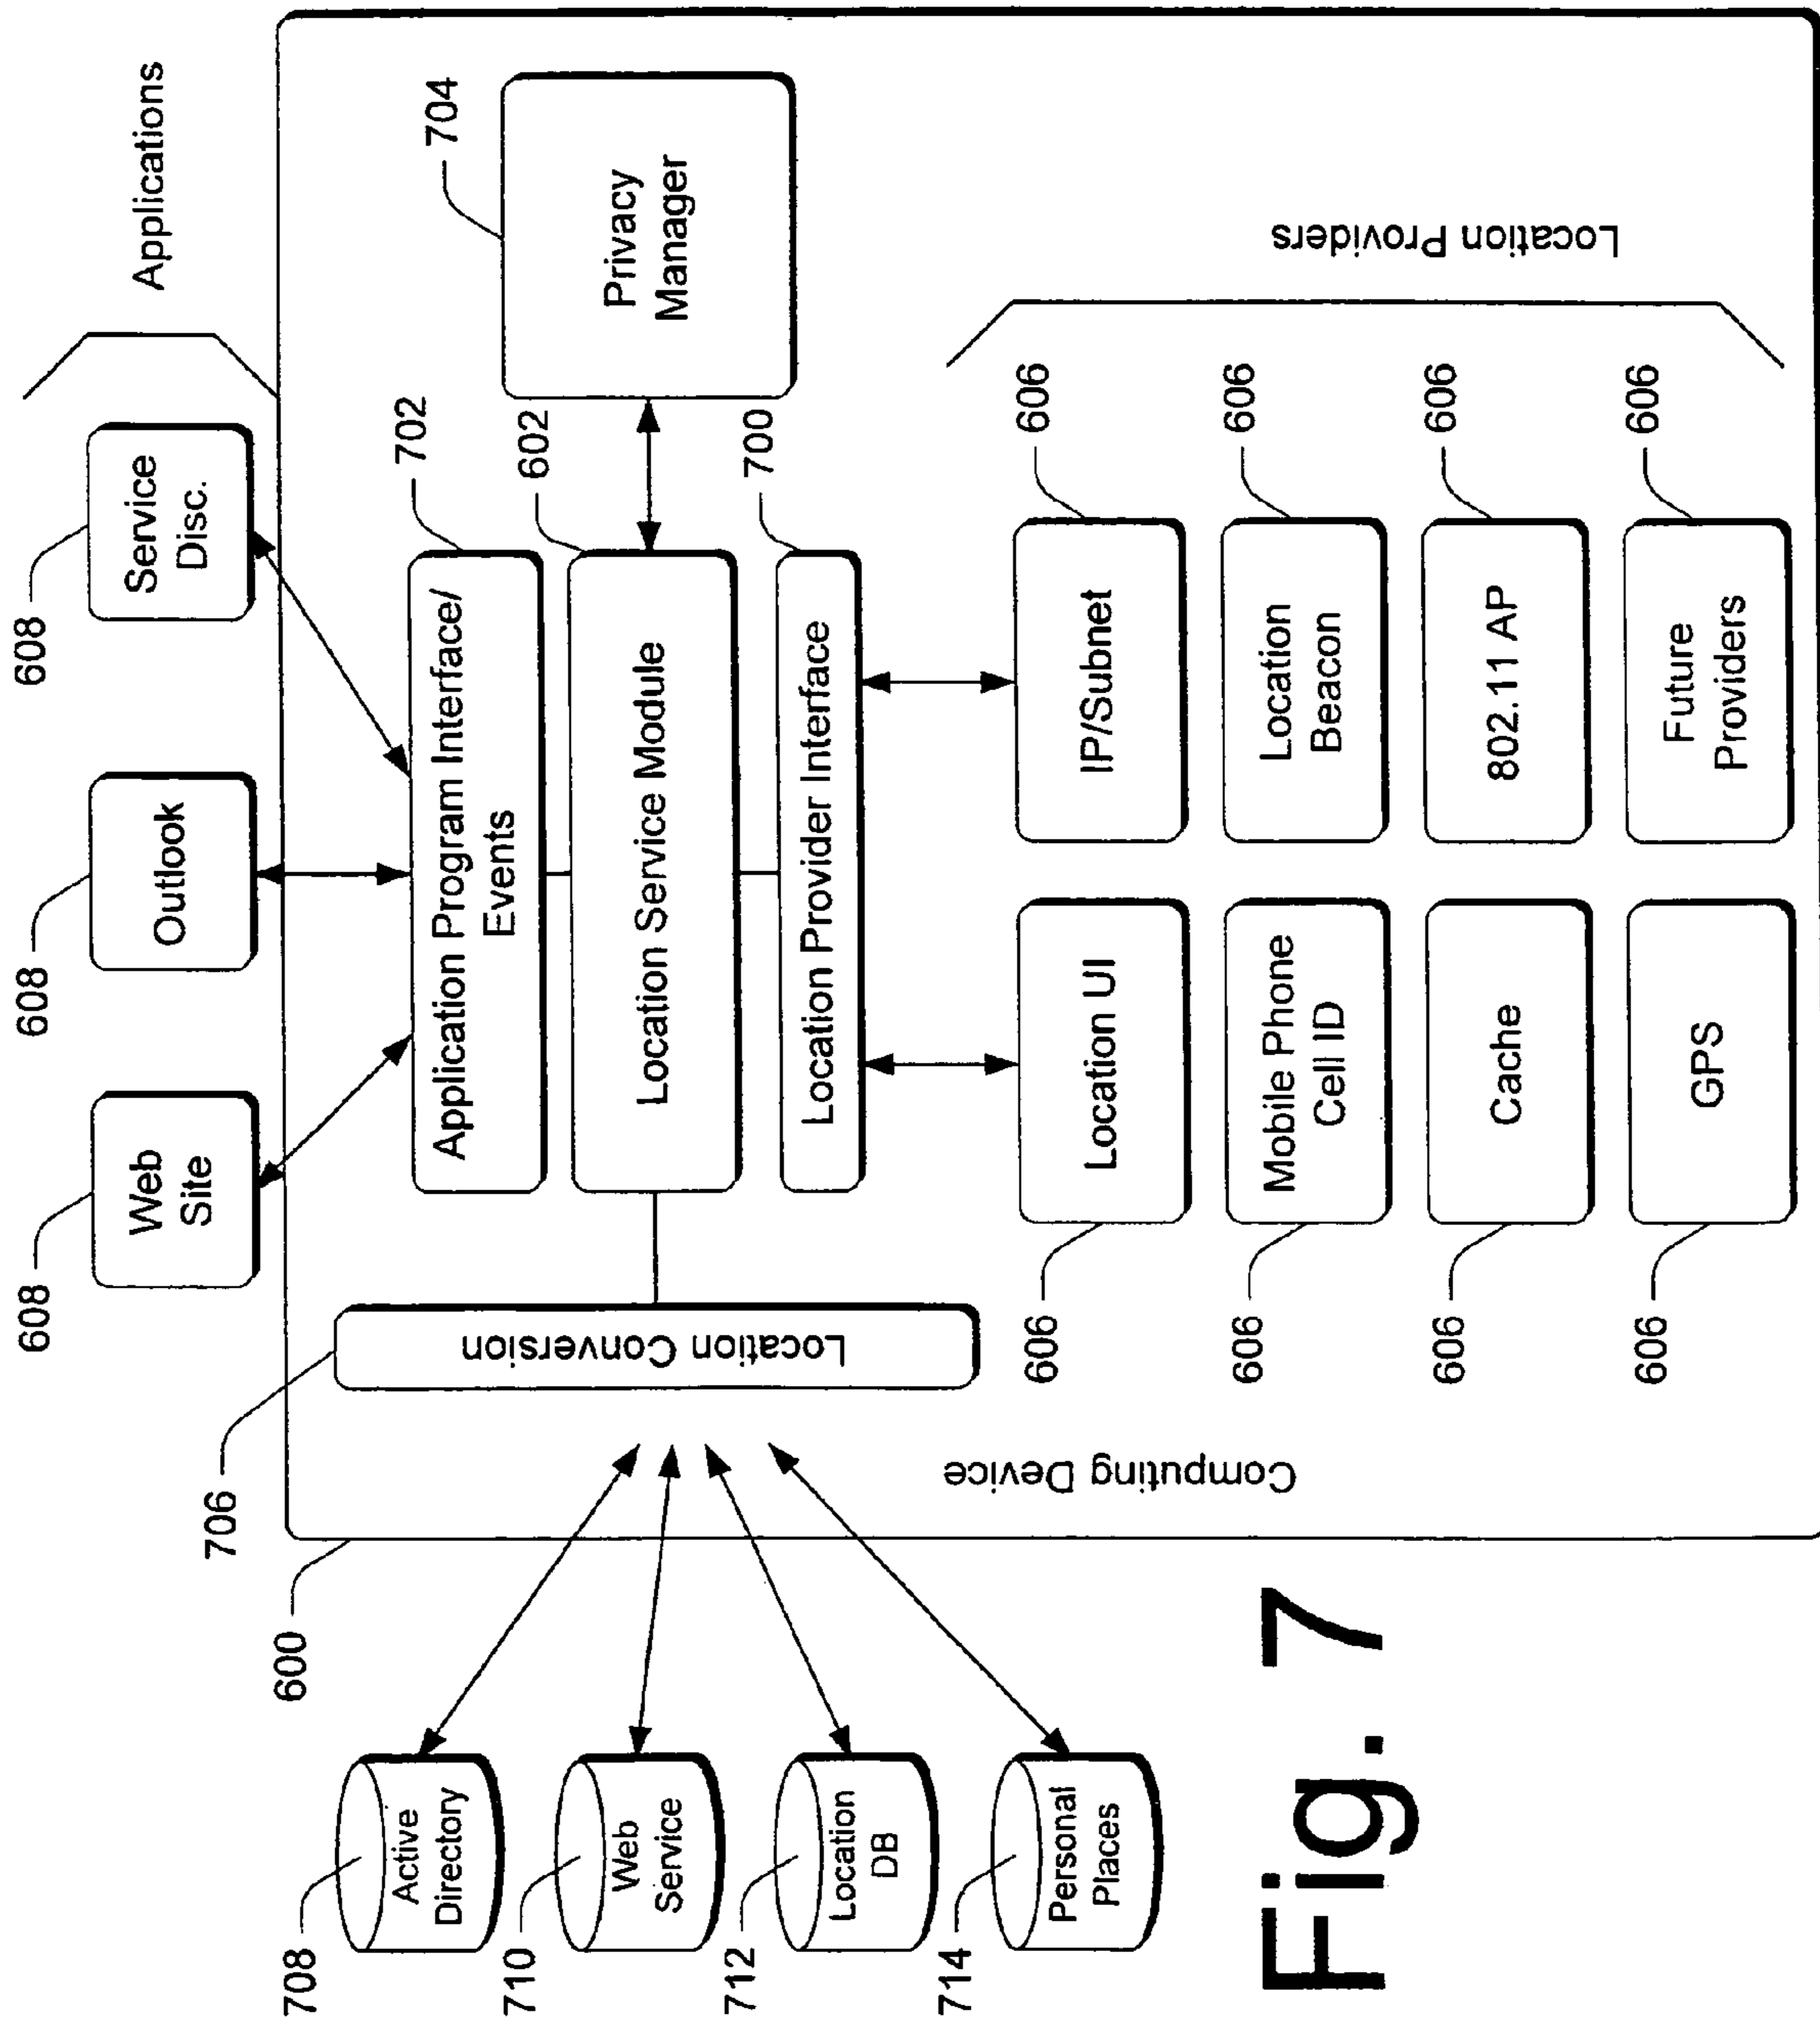 608
608
608
Applications
Web
Site
Outlook
Service
Disc.
706
600
702
704
Application Program Interface/
Events
602
Privacy
Manager
Location Service Module
Location Conversion
700
Location Provider Interface
708
Active
Directory
710
Web
Service
712
Location
DB
714
Personal
Places
Computing Device
606
Location UI
IP/Subnet
606
Location Providers
606
Mobile Phone
Cell ID
Location
Beacon
606
606
Cache
802.11 AP
606
606
GPS
Future
Providers
606
Fig. 7